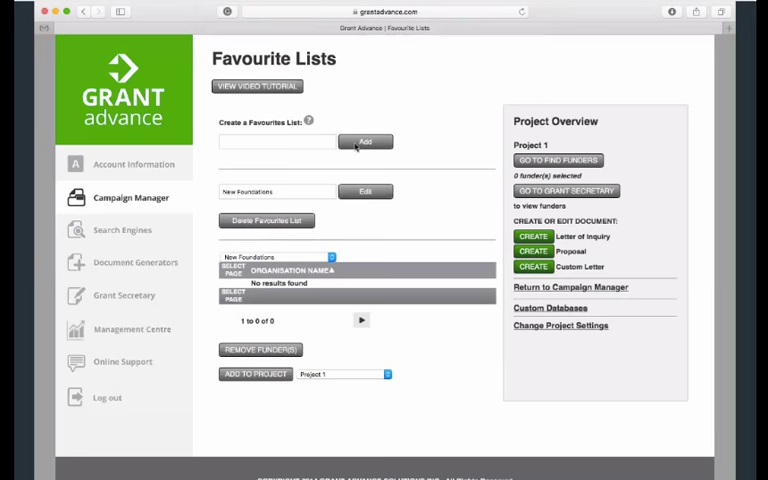 grantadvance.com
Grant Advance | Favourite Lists
GRANT
advance
A
Account Information
Campaign Manager
Search Engines
Document Generators
Grant Secretary
Management Centre
Online Support
Log out
Favourite Lists
VIEW VIDEO TUTORIAL
Create a Favourites List: ?
Add
New Foundations
Edit
Delete Favourites List
New Foundations
SELECT PAGE ORGANISATION NAME
No results found
SELECT PAGE
1 to 0 of 0
REMOVE FUNDER(S)
ADD TO PROJECT Project 1
Project Overview
Project 1
GO TO FIND FUNDERS
0 funder(s) selected
GO TO GRANT SECRETARY
to view funders
CREATE OR EDIT DOCUMENT:
CREATE Letter of Inquiry
CREATE Proposal
CREATE Custom Letter
Return to Campaign Manager
Custom Databases
Change Project Settings